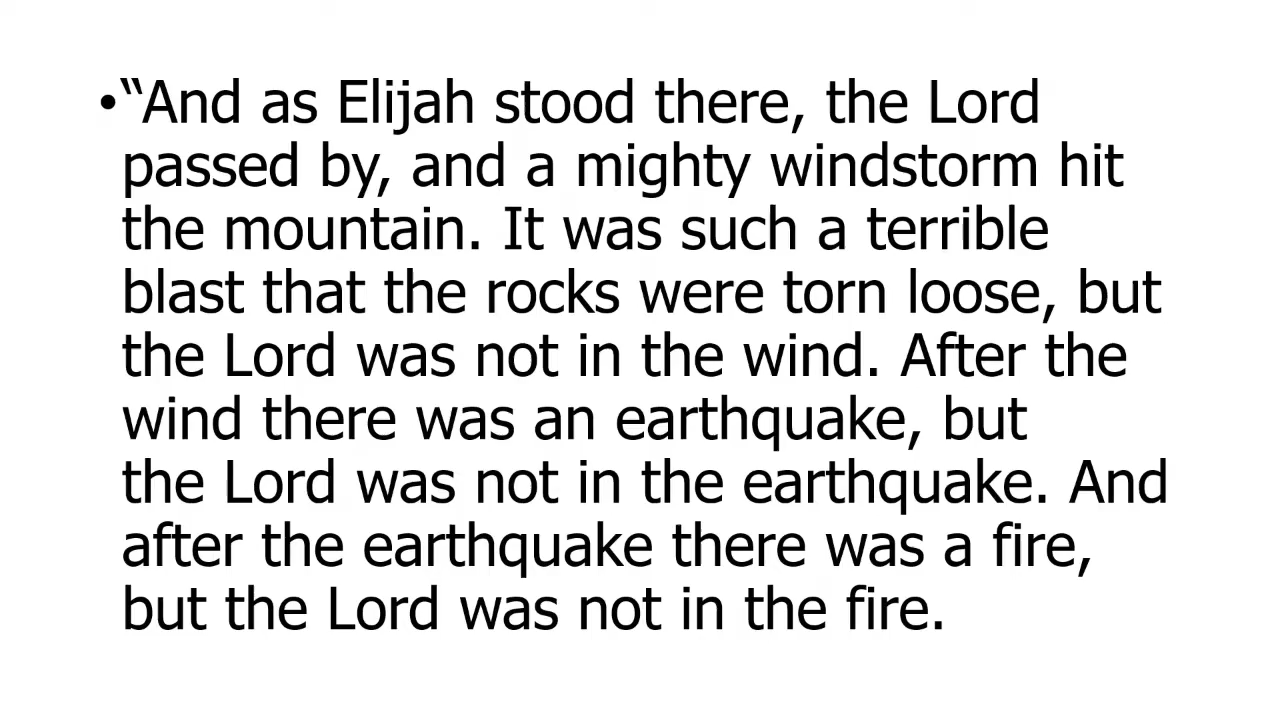 •“And as Elijah stood there, the Lord
passed by, and a mighty windstorm hit
the mountain. It was such a terrible
blast that the rocks were torn loose, but
the Lord was not in the wind. After the
wind there was an earthquake, but
the Lord was not in the earthquake. And
after the earthquake there was a fire,
but the Lord was not in the fire.